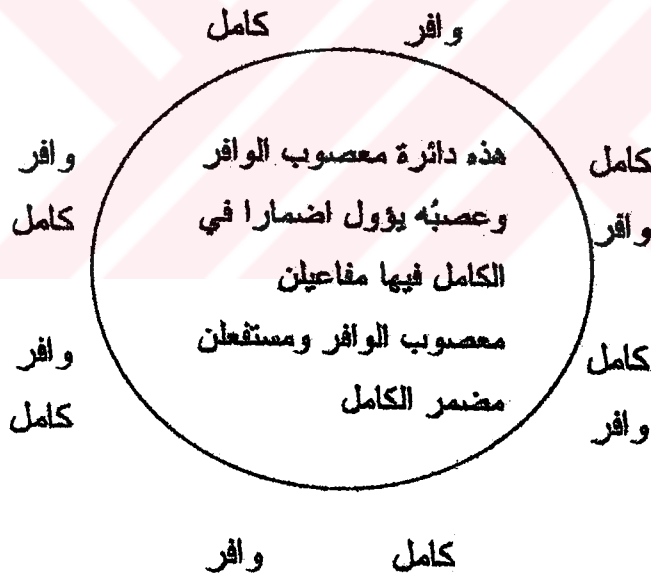 وافر كامل
هذه دائرة معصوب الوافر
وعصبُه يؤول اضمارا في
الكامل فيها مفاعيلن
معصوب الوافر ومستفعلن
مضمر الكامل
كامل
وافر
كامل
وافر
كامل وافر
وافر
كامل
وافر
كامل